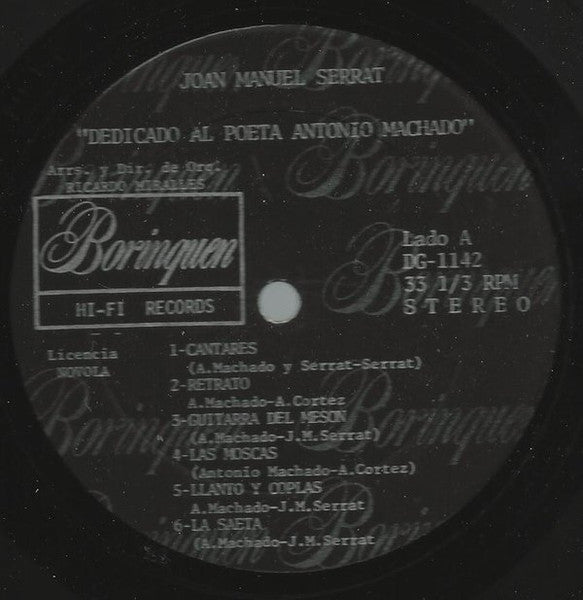 JOAN MANUEL SERRAT
"DEDICADO AL POETA ANTONIO MACHADO"
Arrs. y Dir. de Orq.
RICARDO MIRALLES
Borinquen
HI-FI RECORDS
Lado A
DG-1142
33 1/3 RPM
STEREO
Licencia
NOVOLA
1-CANTARES
(A.Machado y Serrat-Serrat)
2-RETRATO
A.Machado-A.Cortez
3-GUITARRA DEL MESON
(A.Machado-J.M.Serrat)
4-LAS MOSCAS
(Antonio Machado-A.Cortez)
5-LLANTO Y COPLAS
A.Machado-J.M.Serrat
6-LA SAETA
(A.Machado-J.M.Serrat